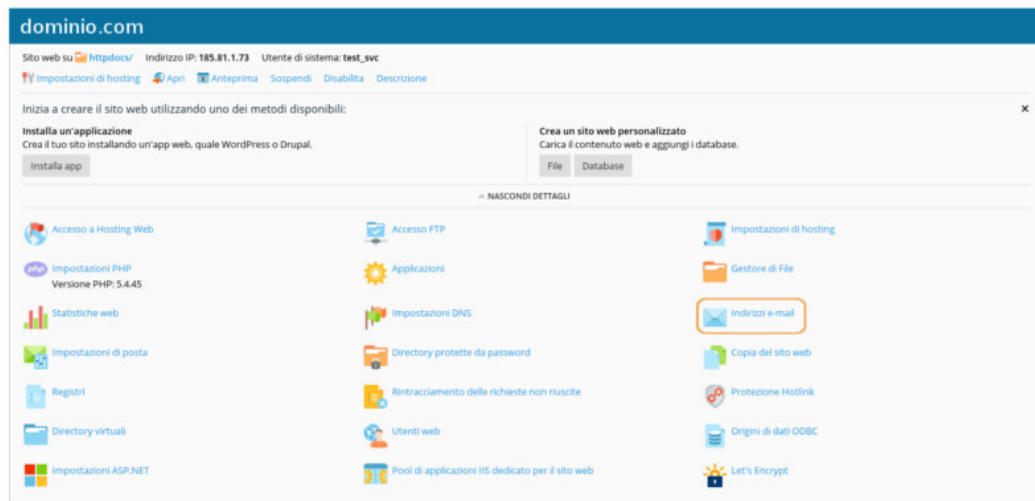 dominio.com
Sito web su httpdocs/ Indirizzo IP: 185.81.1.73 Utente di sistema: test_svc
Impostazioni di hosting Apri Anteprima Sospendi Disabilita Descrizione
Inizia a creare il sito web utilizzando uno dei metodi disponibili:
Installa un'applicazione
Crea il tuo sito installando un'app web, quale WordPress o Drupal.
Installa app
Crea un sito web personalizzato
Carica il contenuto web e aggiungi i database.
File Database
NASCONDI DETTAGLI
Accesso a Hosting Web Accesso FTP Impostazioni di hosting
php Impostazioni PHP Applicazioni Gestore di File
Versione PHP: 5.4.45
Statistiche web Impostazioni DNS Indirizzi e-mail
Impostazioni di posta Directory protette da password Copia del sito web
Registri Rintracciamento delle richieste non riuscite Protezione Hotlink
Directory virtuali Utenti web Origini di dati ODBC
Impostazioni ASP.NET Pool di applicazioni IIS dedicato per il sito web Let's Encrypt